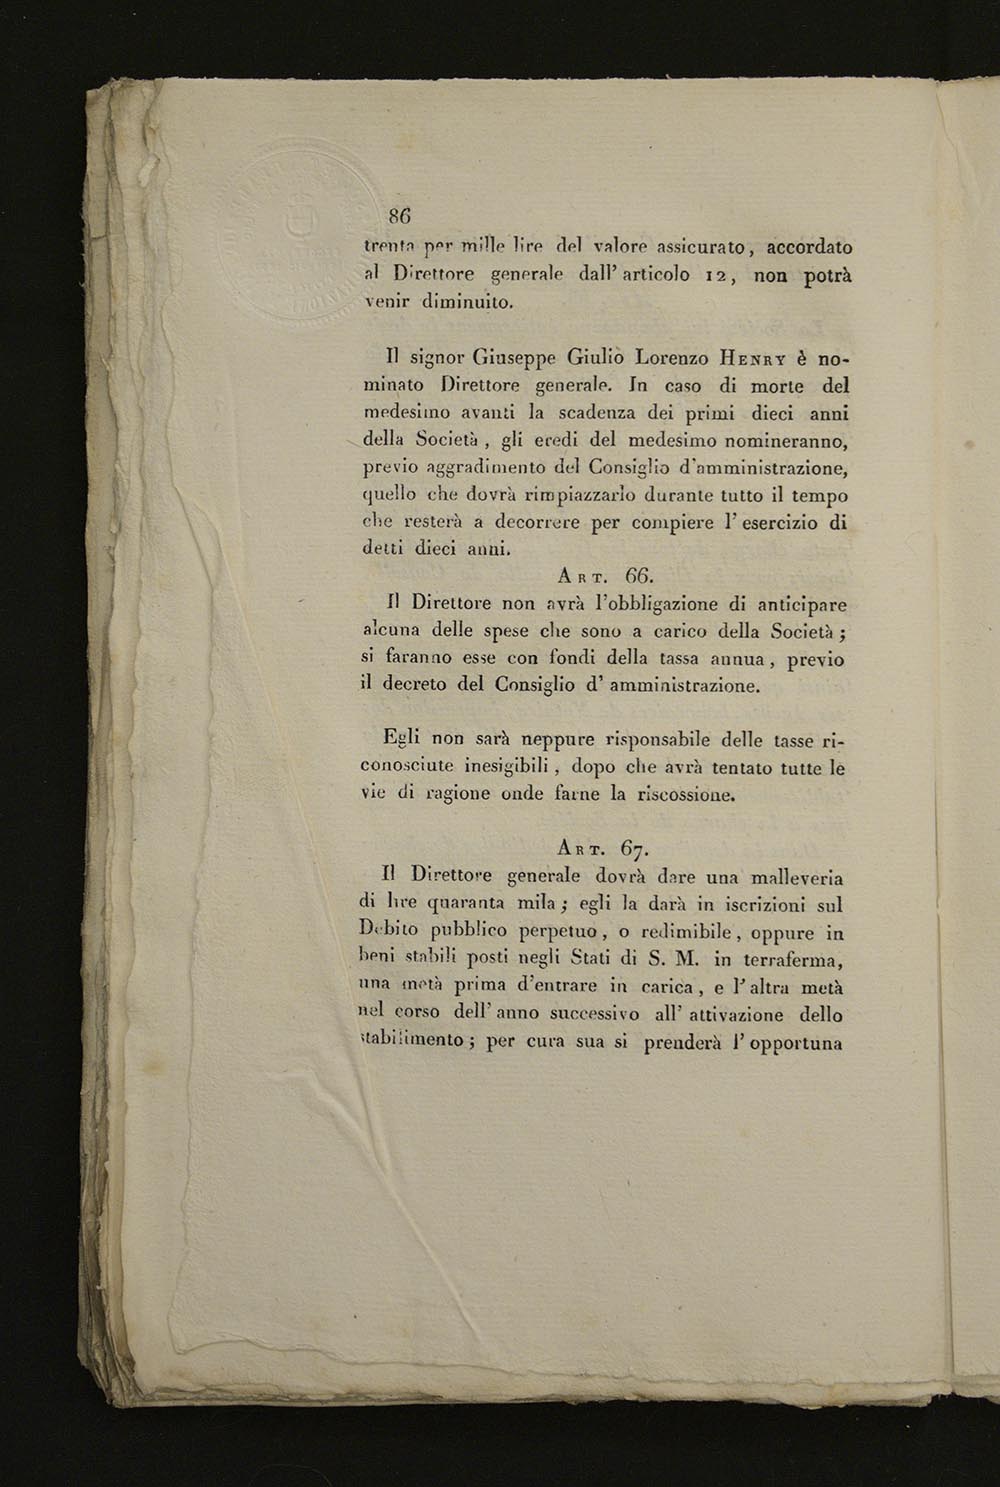 86
trenta per mille lire del valore assicurato, accordato
al Direttore generale dall' articolo 12, non potrà
venir diminuito.
Il signor Giuseppe Giulio Lorenzo HENRY è no-
minato Direttore generale. In caso di morte del
medesimo avanti la scadenza dei primi dieci anni
della Società, gli eredi del medesimo nomineranno,
previo aggradimento del Consiglio d'amministrazione,
quello che dovrà rimpiazzarlo durante tutto il tempo
che resterà a decorrere per compiere l' esercizio di
detti dieci anni.
ART. 66.
Il Direttore non avrà l'obbligazione di anticipare
alcuna delle spese che sono a carico della Società;
si faranno esse con fondi della tassa annua, previo
il decreto del Consiglio d' amministrazione.
Egli non sarà neppure risponsabile delle tasse ri-
conosciute inesigibili, dopo che avrà tentato tutte le
vie di ragione onde farne la riscossione.
ART. 67.
Il Direttore generale dovrà dare una malleveria
di lire quaranta mila; egli la darà in iscrizioni sul
Debito pubblico perpetuo, o redimibile, oppure in
beni stabili posti negli Stati di S. M. in terraferma,
una metà prima d'entrare in carica, e l' altra metà
nel corso dell' anno successivo all' attivazione dello
stabilimento; per cura sua si prenderà l' opportuna